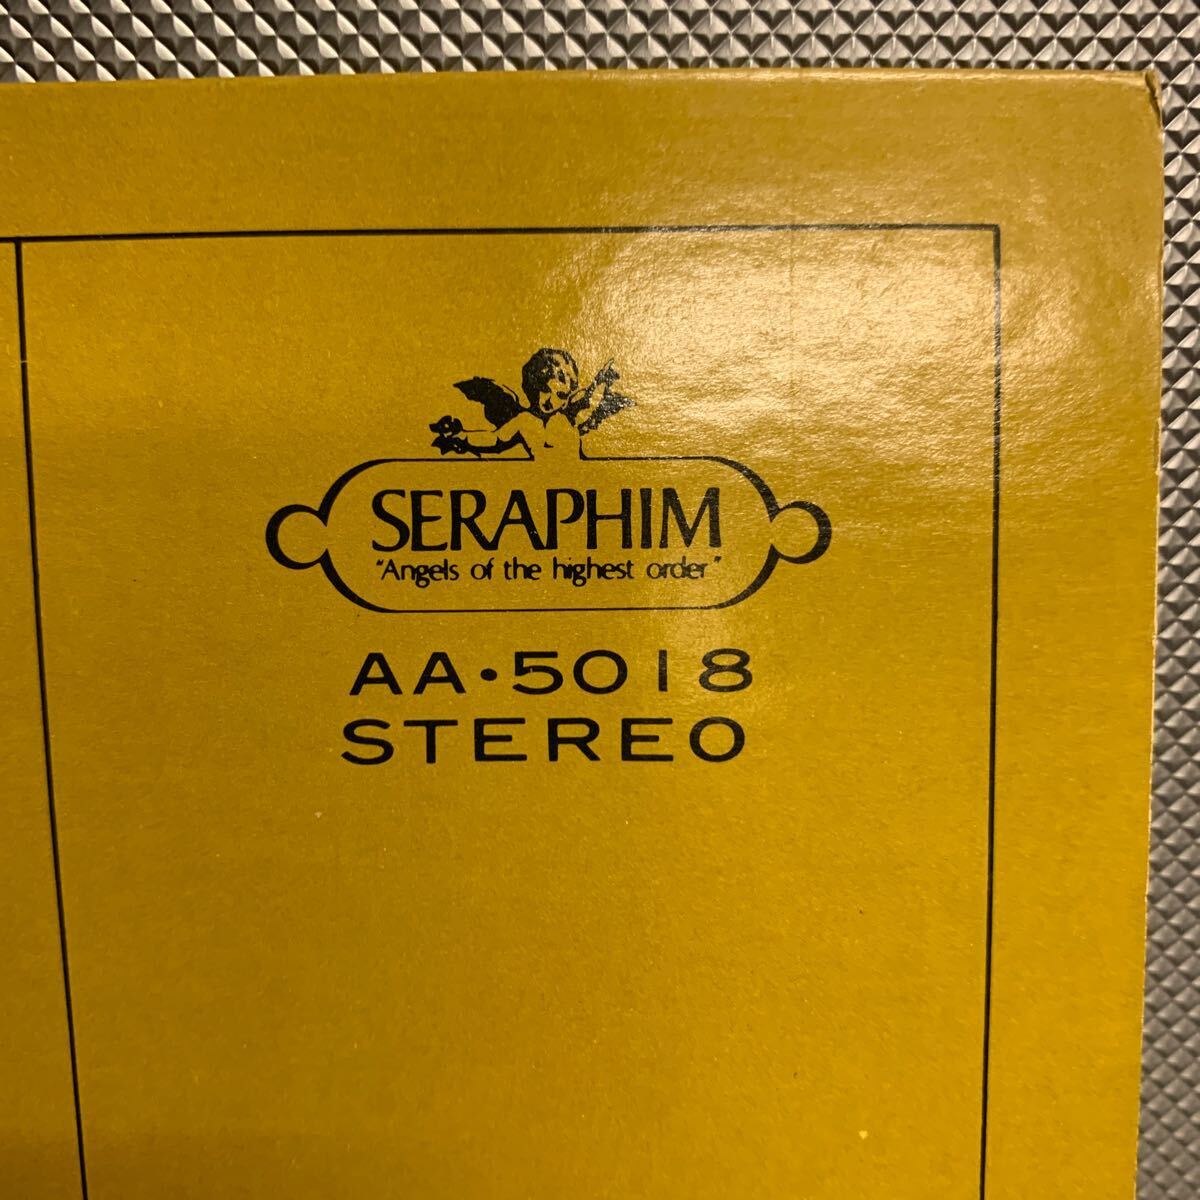 SERAPHIM
"Angels of the highest order"
AA·5018
STEREO